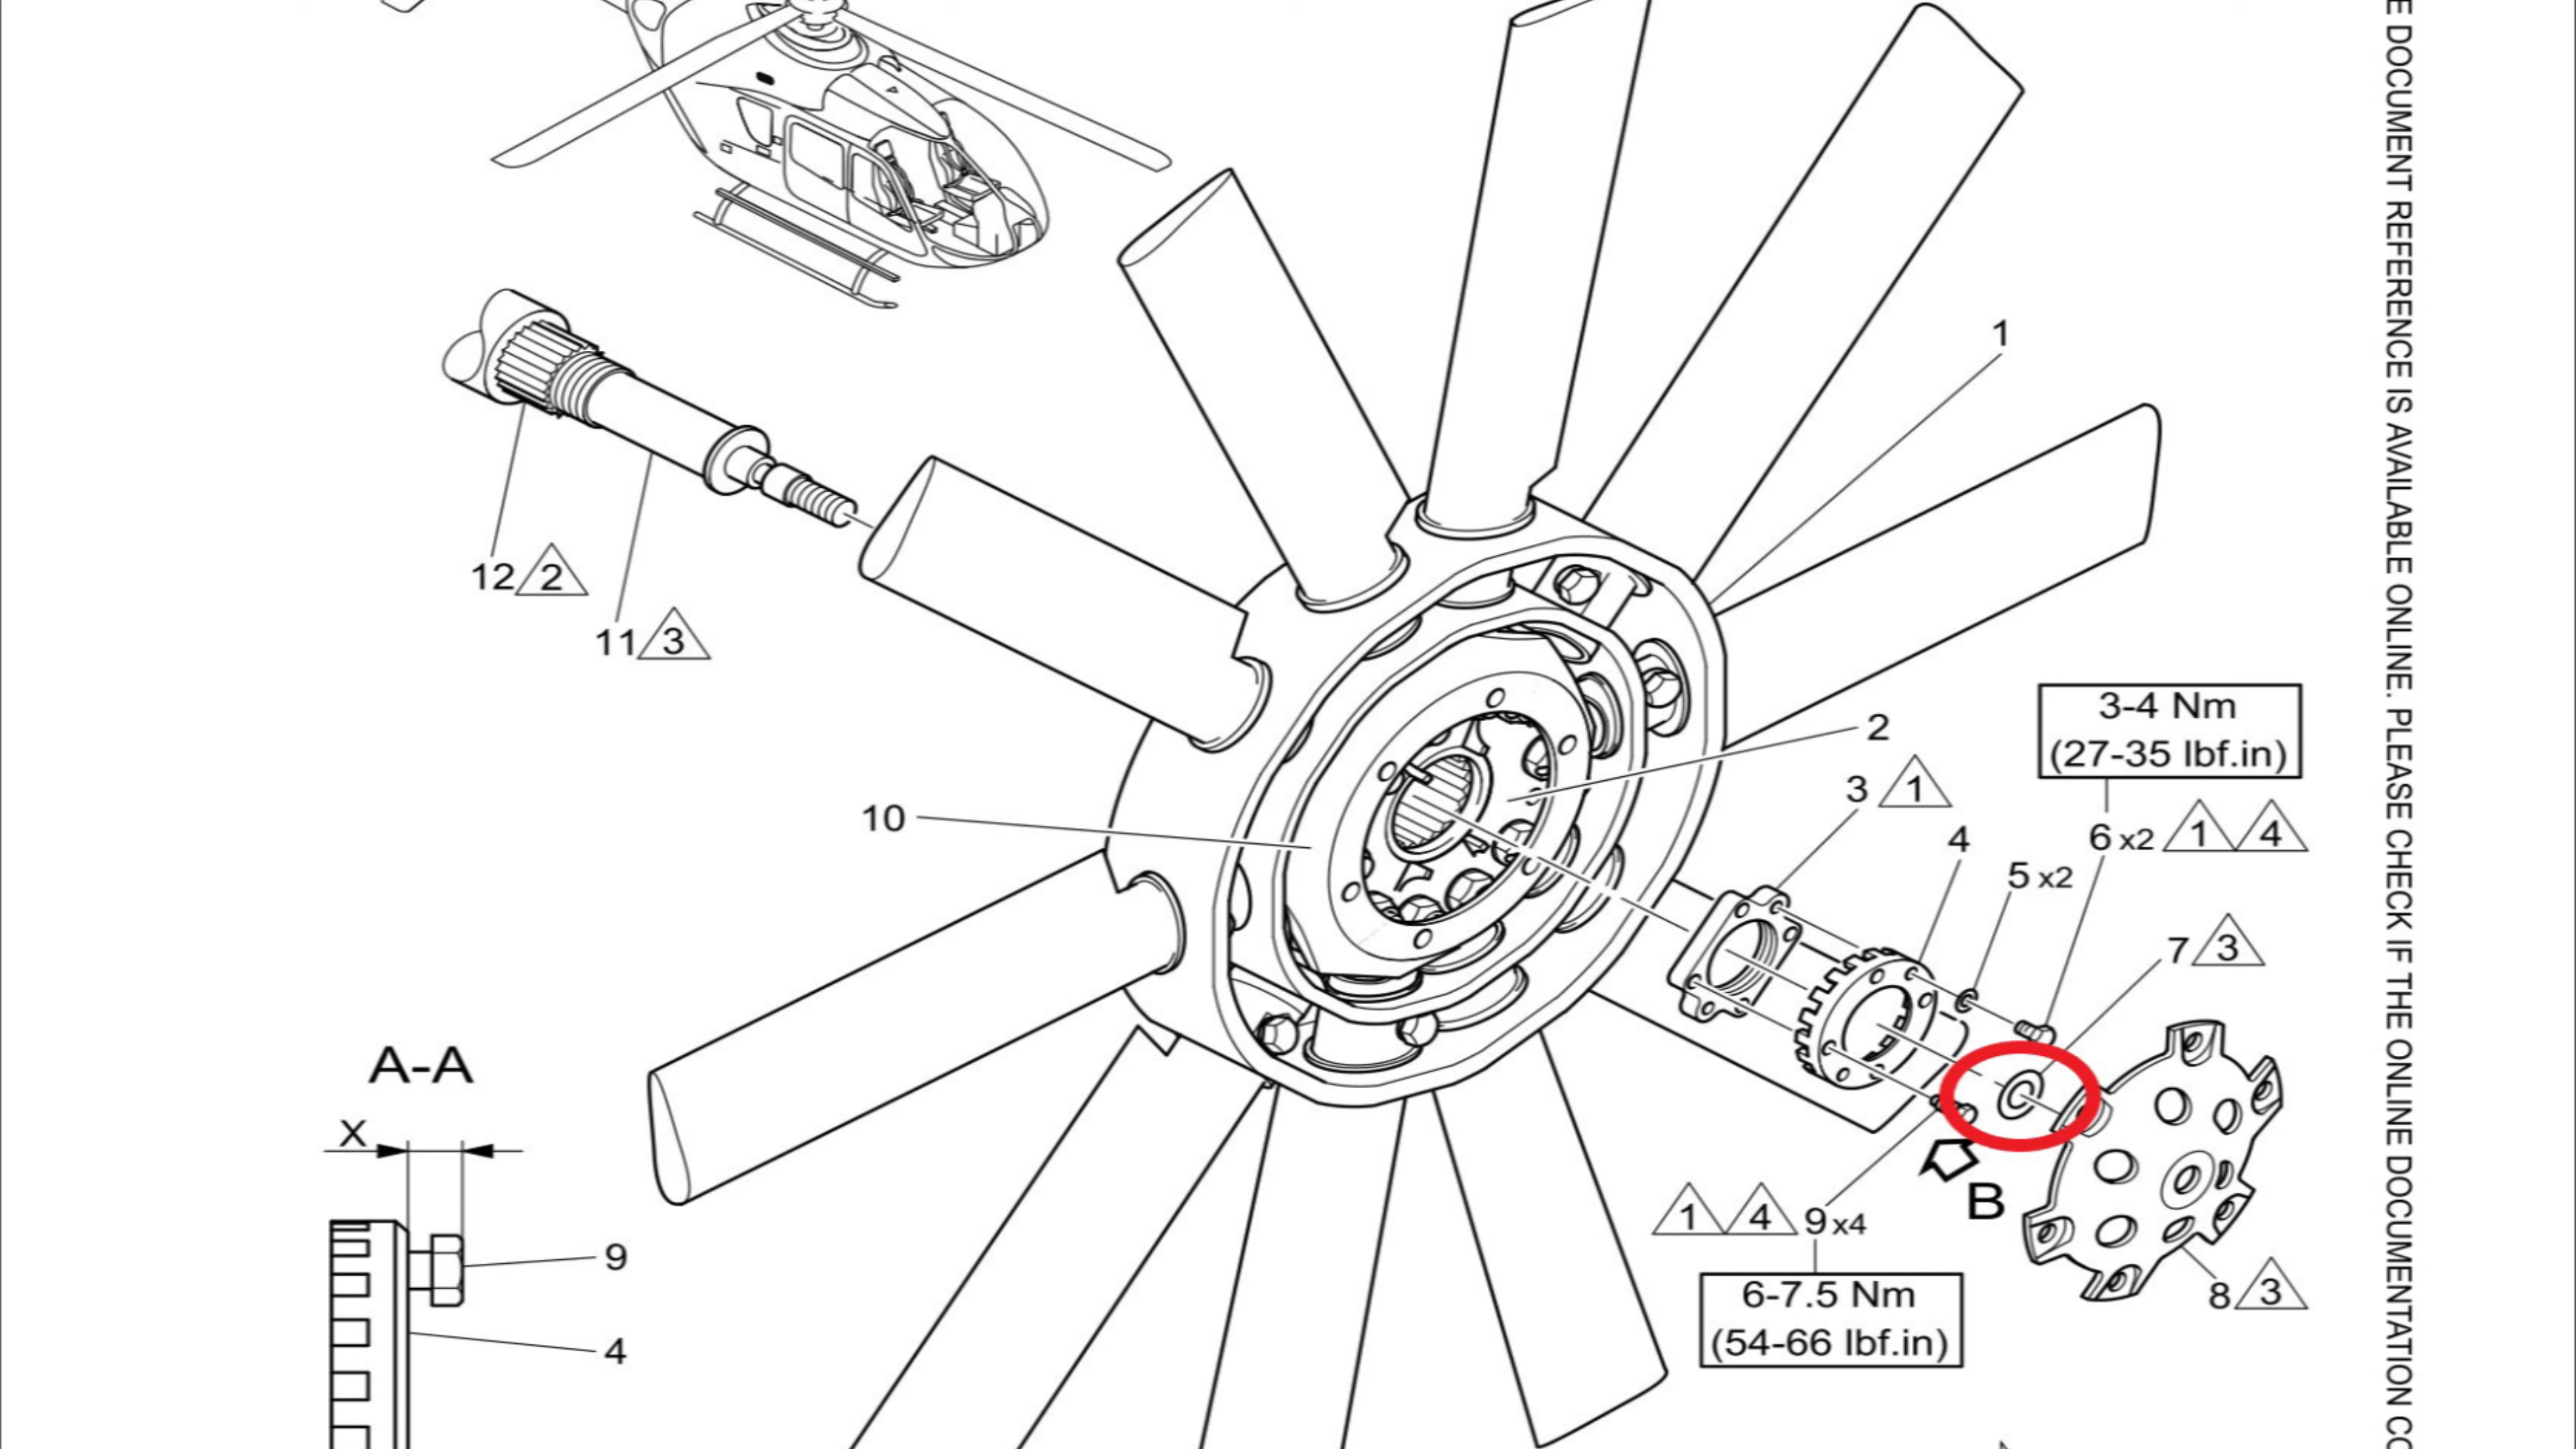 1
12 2
11 3
2
3-4 Nm
(27-35 lbf.in)
3 1
4
6 x2 1 4
10
5 x2
7 3
A-A
X
B
1 4 9 x4
9
6-7.5 Nm
(54-66 lbf.in)
8 3
4
E DOCUMENT REFERENCE IS AVAILABLE ONLINE. PLEASE CHECK IF THE ONLINE DOCUMENTATION